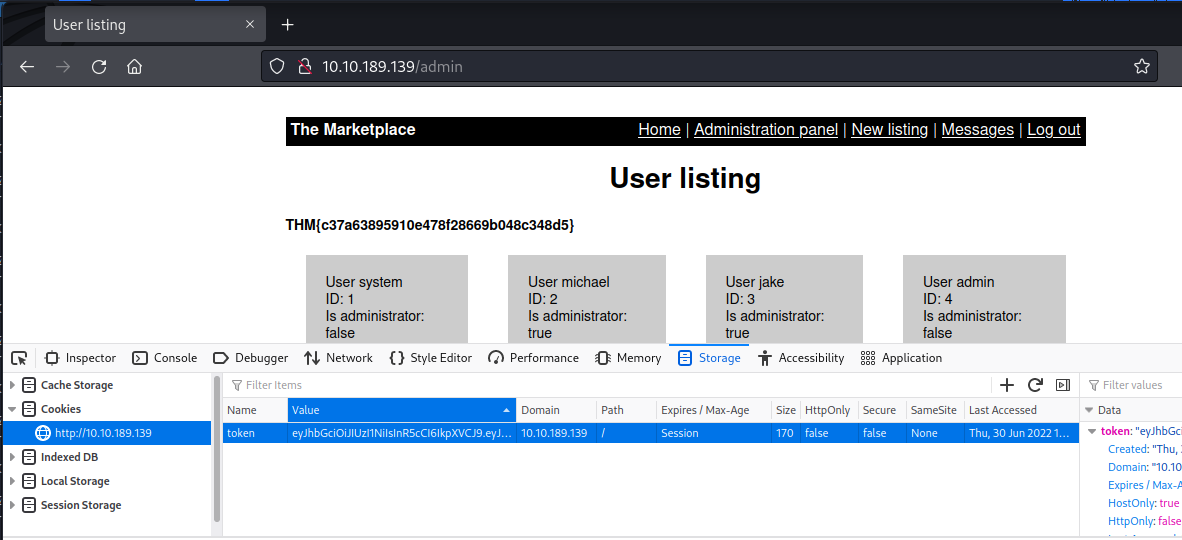 User listing
10.10.189.139/admin
The Marketplace
Home | Administration panel | New listing | Messages | Log out
User listing
THM{c37a63895910e478f28669b048c348d5}
User system
ID: 1
Is administrator:
false
User michael
ID: 2
Is administrator:
true
User jake
ID: 3
Is administrator:
true
User admin
ID: 4
Is administrator:
false
Inspector Console Debugger Network Style Editor Performance Memory Storage Accessibility Application
Cache Storage
Cookies
http://10.10.189.139
Indexed DB
Local Storage
Session Storage
Filter Items
Name Value Domain Path Expires / Max-Age Size HttpOnly Secure SameSite Last Accessed
token eyJhbGciOiJIUzI1NiIsInR5cCI6IkpXVCJ9.eyJ... 10.10.189.139 / Session 170 false false None Thu, 30 Jun 2022 1...
Filter values
Data
token: "eyJhbGci
Created: "Thu,
Domain: "10.10
Expires / Max-A
HostOnly: true
HttpOnly: false